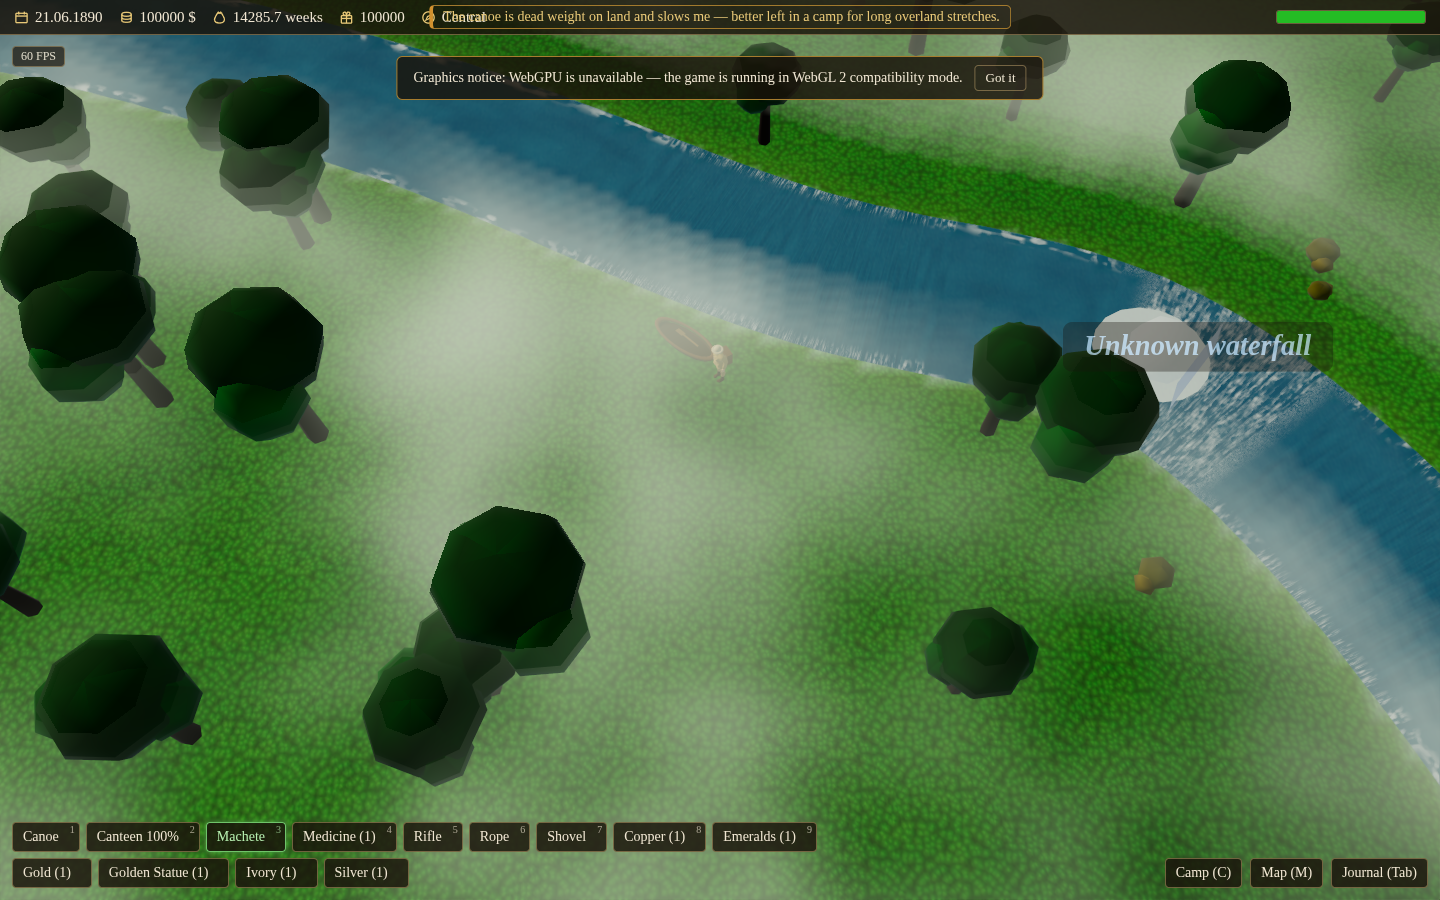 21.06.1890 100000 $ 14285.7 weeks 100000 Central
The canoe is dead weight on land and slows me — better left in a camp for long overland stretches.
60 FPS
Graphics notice: WebGPU is unavailable — the game is running in WebGL 2 compatibility mode. Got it
Unknown waterfall
Canoe 1 Canteen 100% 2 Machete 3 Medicine (1) 4 Rifle 5 Rope 6 Shovel 7 Copper (1) 8 Emeralds (1) 9
Gold (1) Golden Statue (1) Ivory (1) Silver (1) Camp (C) Map (M) Journal (Tab)